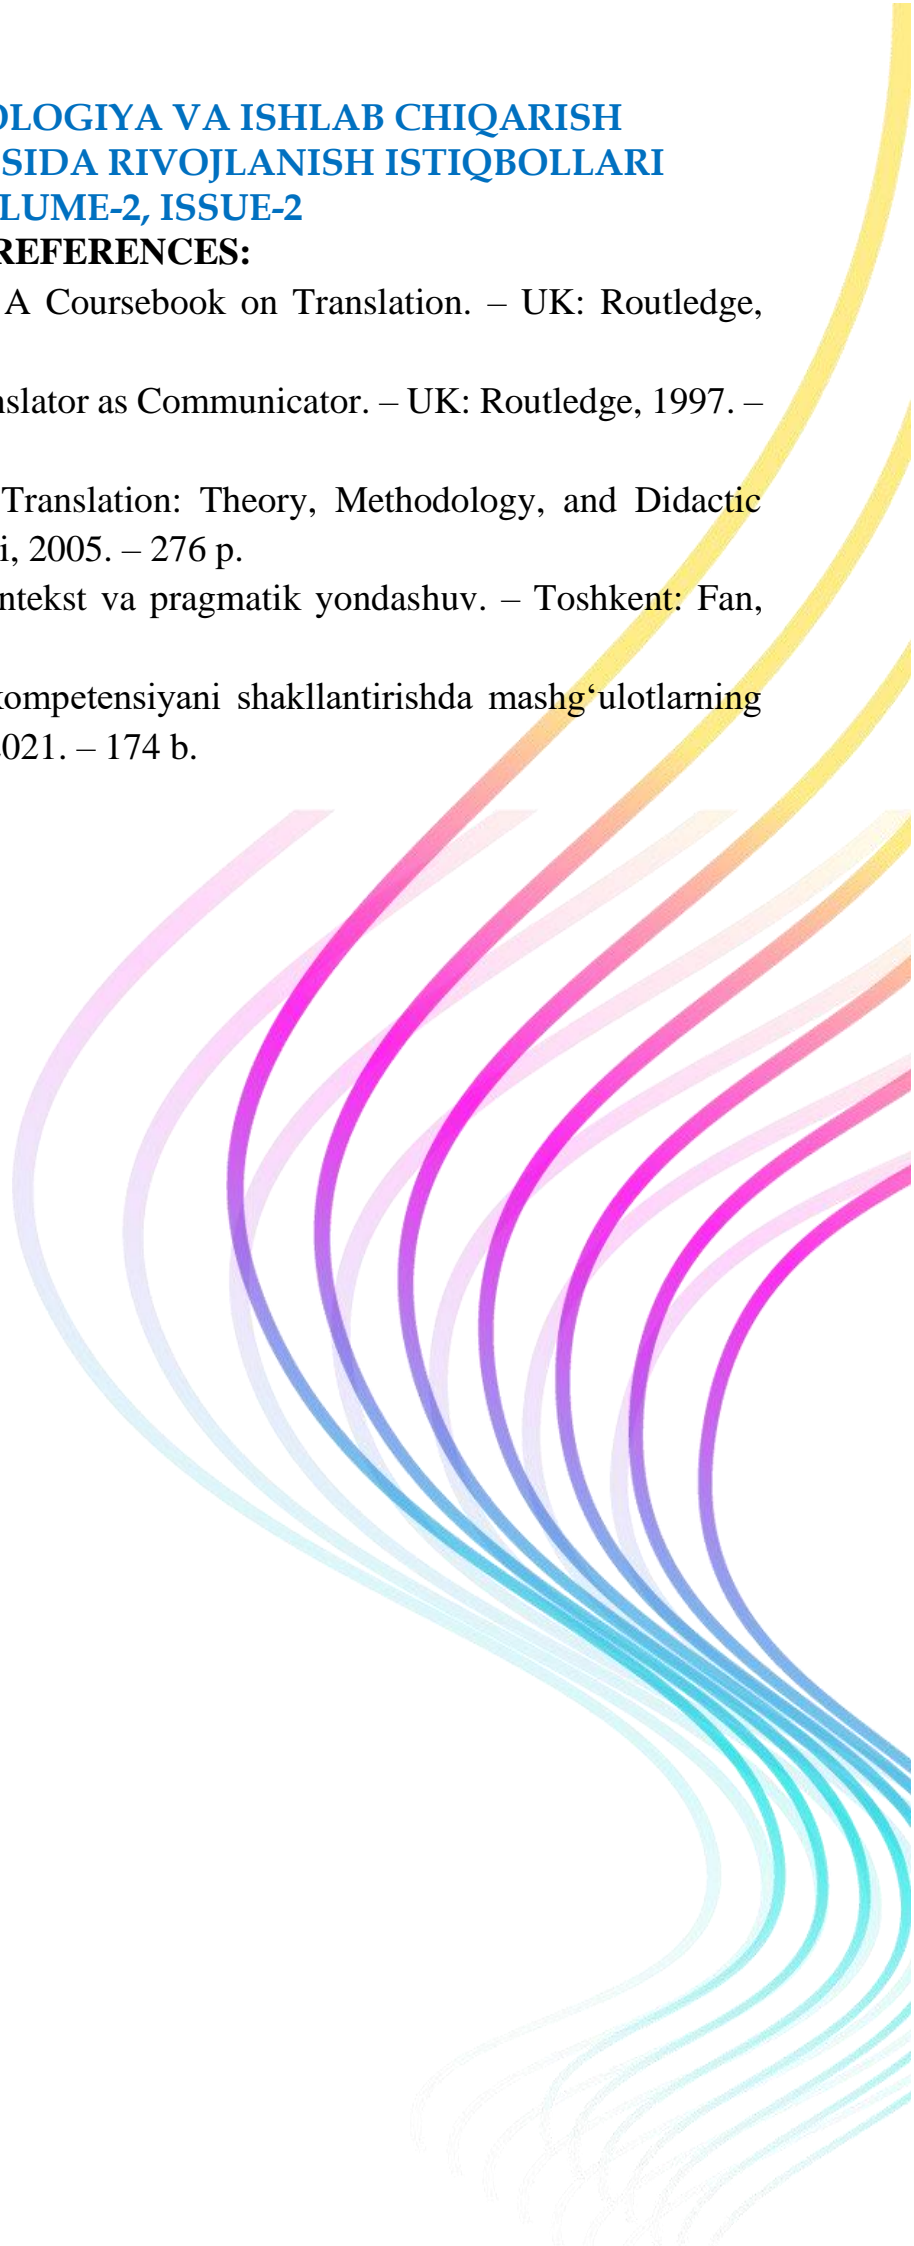 OLOGIYA VA ISHLAB CHIQARISH
SIDA RIVOJLANISH ISTIQBOLLARI
LUME-2, ISSUE-2
REFERENCES:
A Coursebook on Translation. – UK: Routledge,
nslator as Communicator. – UK: Routledge, 1997. –
Translation: Theory, Methodology, and Didactic
i, 2005. – 276 p.
ntekst va pragmatik yondashuv. – Toshkent: Fan,
kompetensiyani shakllantirishda mashg‘ulotlarning
021. – 174 b.